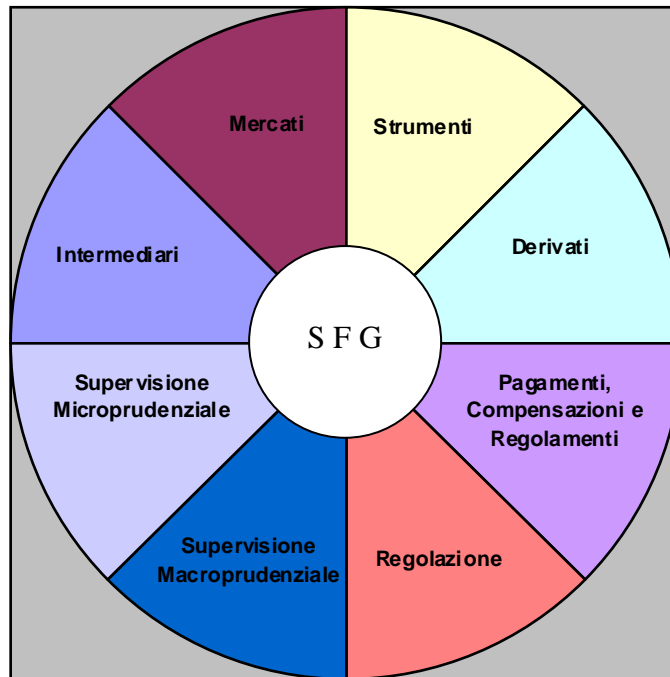 Mercati
Strumenti
Intermediari
Derivati
S F G
Supervisione
Microprudenziale
Pagamenti,
Compensazioni e
Regolamenti
Supervisione
Macroprudenziale
Regolazione